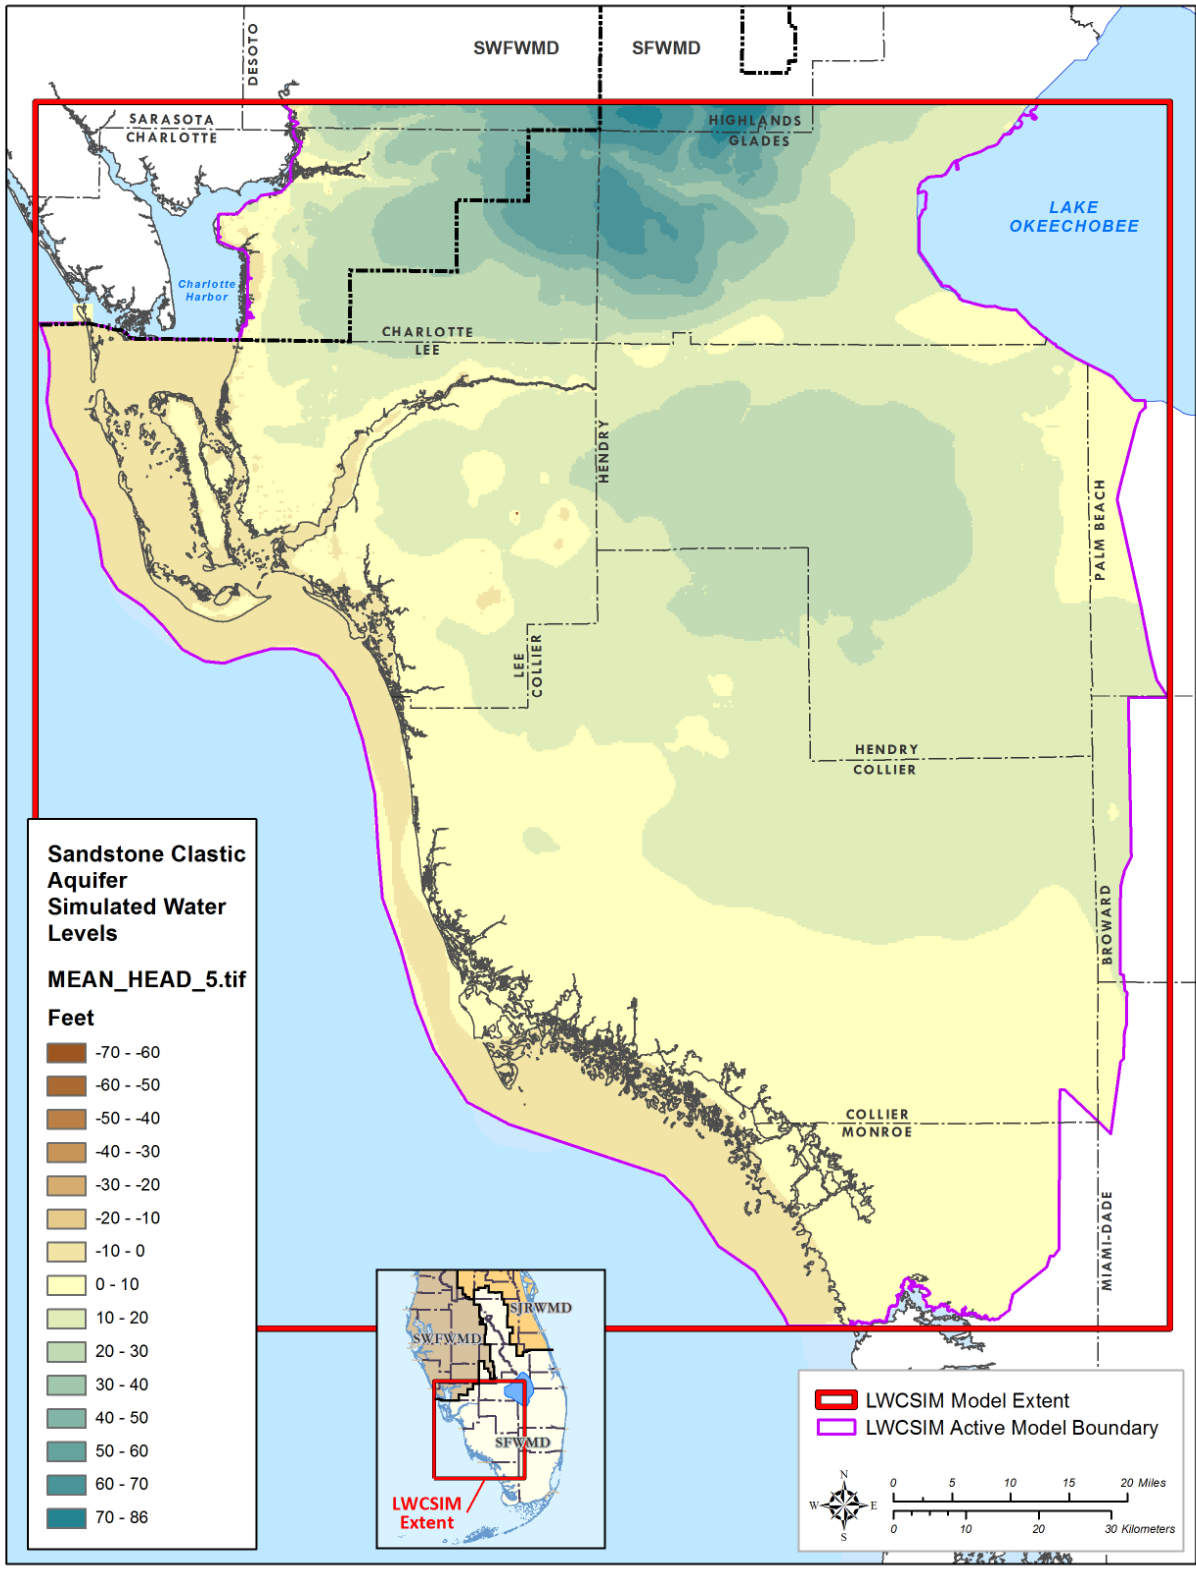 DESOTO
SWFWMD
SFWMD
SARASOTA
CHARLOTTE
HIGHLANDS
GLADES
LAKE
OKEECHOBEE
Charlotte
Harbor
CHARLOTTE
LEE
HENDRY
PALM BEACH
LEE
COLLIER
HENDRY
COLLIER
BROWARD
COLLIER
MONROE
MIAMI-DADE
Sandstone Clastic
Aquifer
Simulated Water
Levels
MEAN_HEAD_5.tif
Feet
-70 - -60
-60 - -50
-50 - -40
-40 - -30
-30 - -20
-20 - -10
-10 - 0
0 - 10
10 - 20
20 - 30
30 - 40
40 - 50
50 - 60
60 - 70
70 - 86
SJRWMD
SWFWMD
SFWMD
LWCSIM
Extent
LWCSIM Model Extent
LWCSIM Active Model Boundary
N
W E
S
0 5 10 15 20 Miles
0 10 20 30 Kilometers